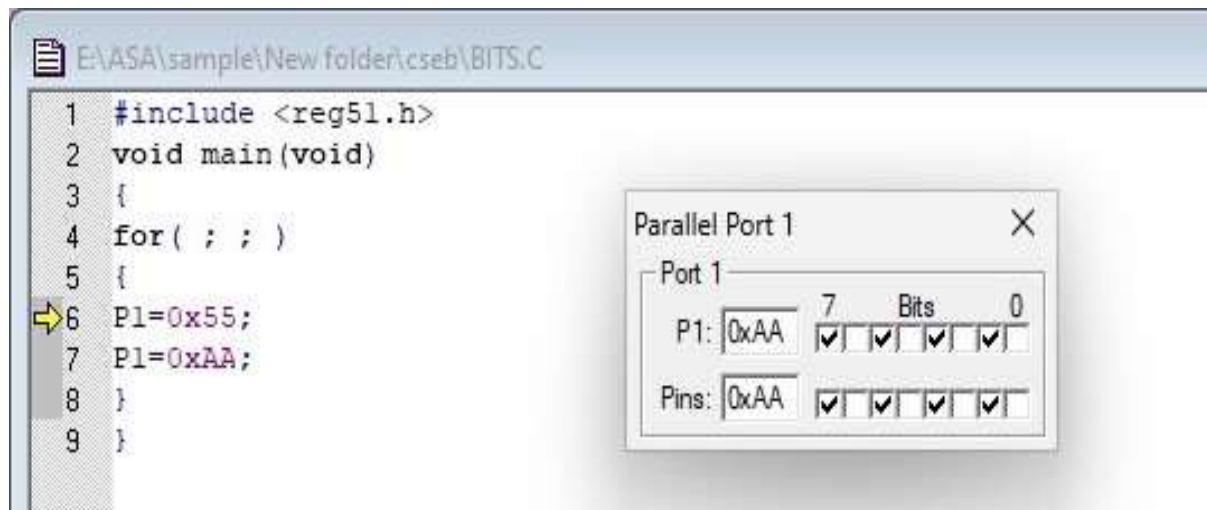 E:\ASA\sample\New folder\cseb\BITS.C
1 #include <reg51.h>
2 void main(void)
3 {
4 for( ; ; )
5 {
6 P1=0x55;
7 P1=0xAA;
8 }
9 }
Parallel Port 1
Port 1
7 Bits 0
P1: 0xAA
Pins: 0xAA